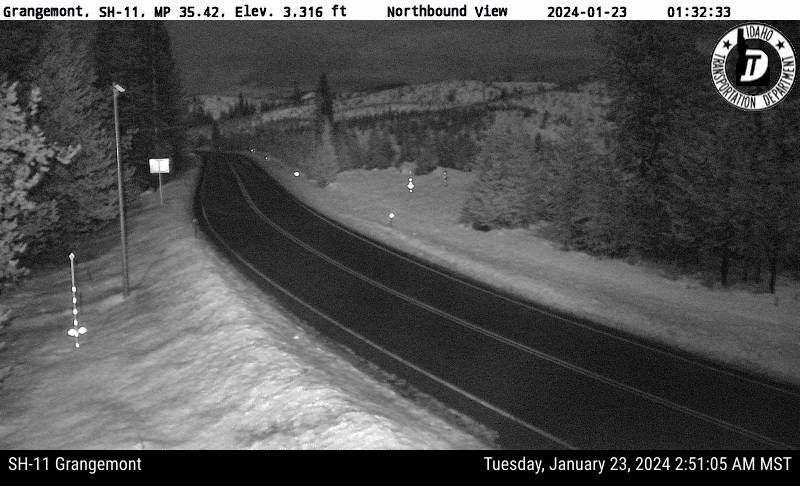 Grangemont, SH-11, MP 35.42, Elev. 3,316 ft Northbound View 2024-01-23 01:32:33
IDAHO
TRANSPORTATION DEPARTMENT
SH-11 Grangemont Tuesday, January 23, 2024 2:51:05 AM MST